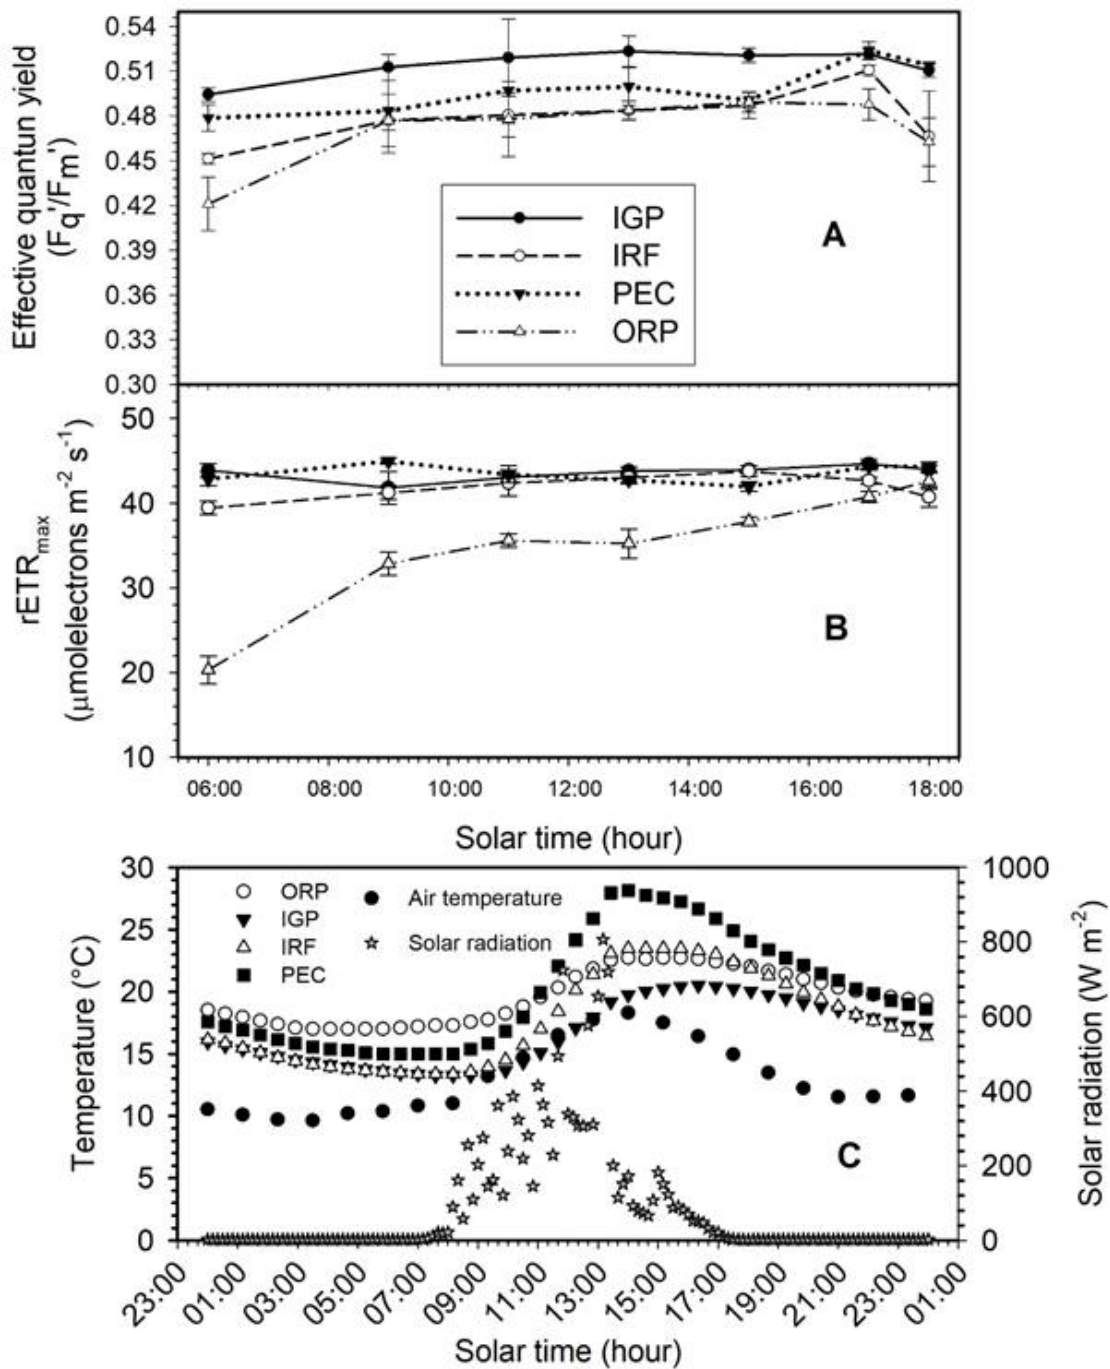 Effective quantun yield
(Fq'/Fm')
0.54
0.51
0.48
0.45
0.42
0.39
0.36
0.33
0.30
IGP
IRF
PEC
ORP
A
rETRmax
(µmolelectrons m-2 s-1)
50
40
30
20
10
B
06:00 08:00 10:00 12:00 14:00 16:00 18:00
Solar time (hour)
Temperature (°C)
30
25
20
15
10
5
0
ORP
IGP
IRF
PEC
Air temperature
Solar radiation
C
1000
800
600
400
200
0
Solar radiation (W m-2)
23:00 01:00 03:00 05:00 07:00 09:00 11:00 13:00 15:00 17:00 19:00 21:00 23:00 01:00
Solar time (hour)